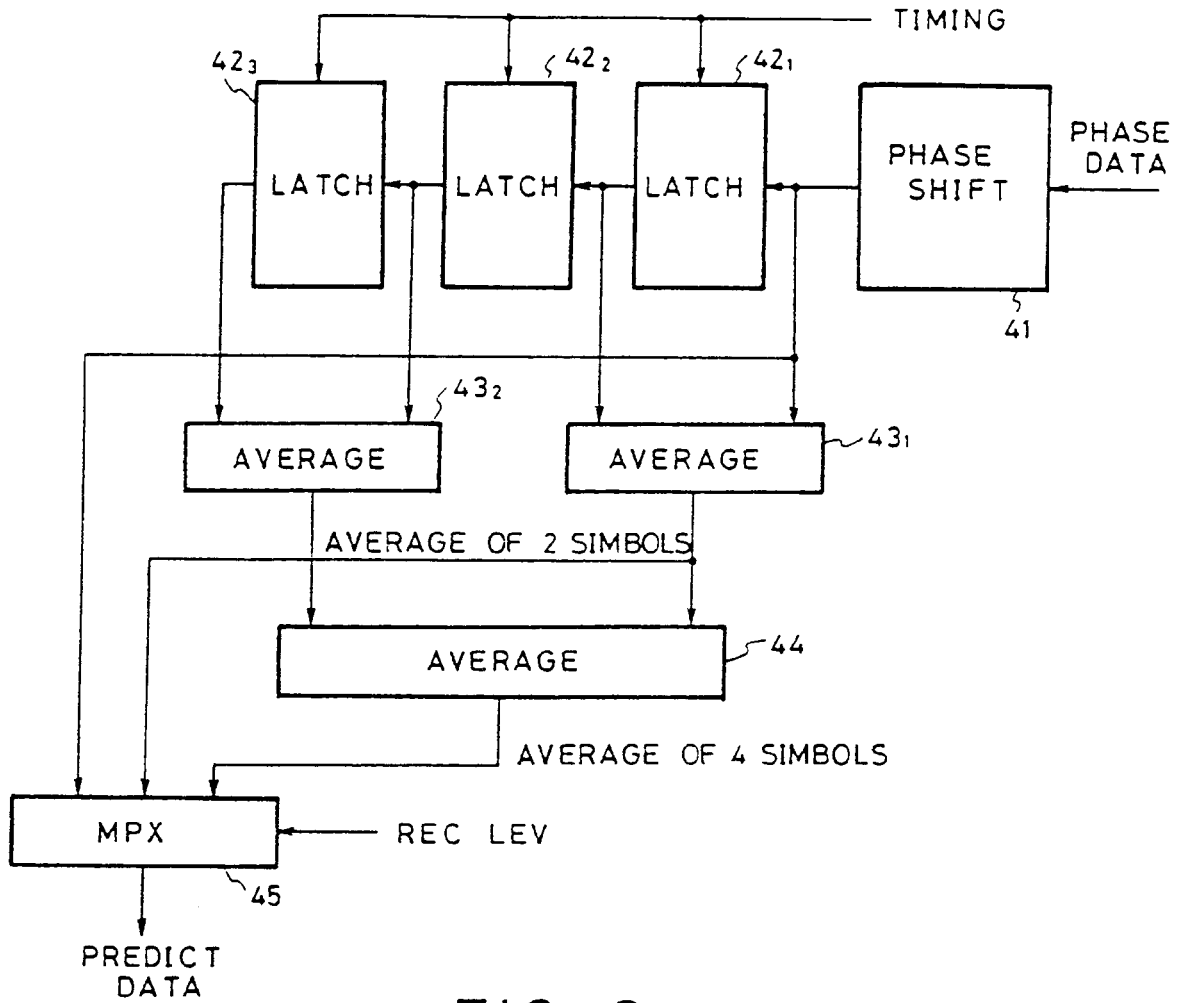 TIMING
42₃
42₂
42₁
PHASE
DATA
LATCH
LATCH
LATCH
PHASE
SHIFT
41
43₂
43₁
AVERAGE
AVERAGE
AVERAGE OF 2 SIMBOLS
AVERAGE
44
AVERAGE OF 4 SIMBOLS
MPX
REC LEV
45
PREDICT
DATA